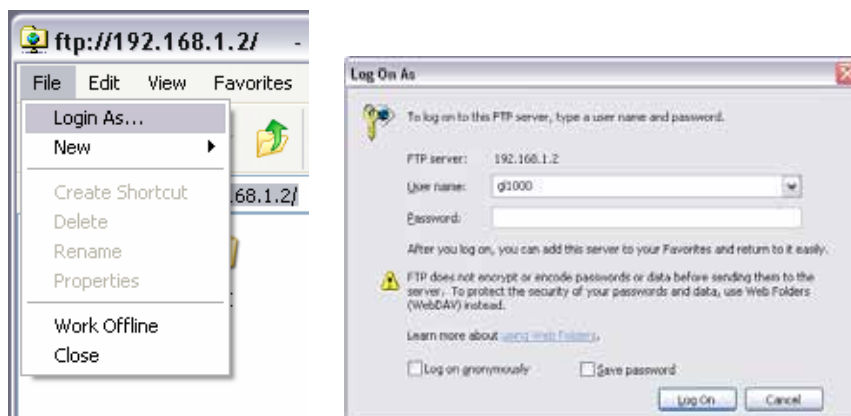 ftp://192.168.1.2/ -
File Edit View Favorites
Login As...
New
Create Shortcut
Delete
Rename
Properties
Work Offline
Close
.68.1.2/
Log On As
To log on to this FTP server, type a user name and password.
FTP server: 192.168.1.2
User name: gl1000
Password:
After you log on, you can add this server to your Favorites and return to it easily.
FTP does not encrypt or encode passwords or data before sending them to the
server. To protect the security of your passwords and data, use Web Folders
(WebDAV) instead.
Learn more about using Web Folders.
Log on anonymously Save password
Log On Cancel